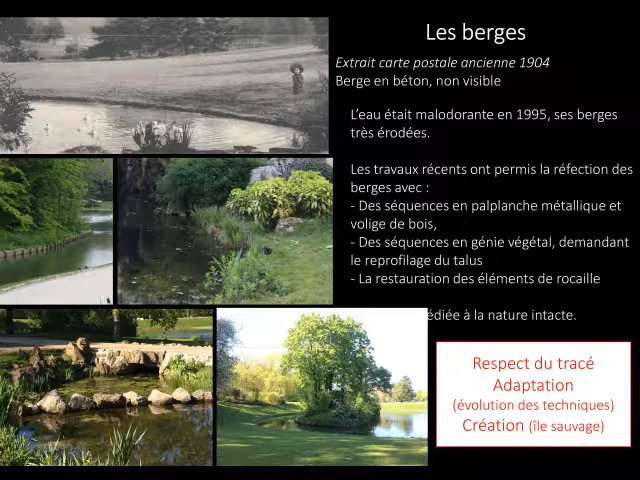 Les berges
Extrait carte postale ancienne 1904
Berge en béton, non visible
L'eau était malodorante en 1995, ses berges
très érodées.
Les travaux récents ont permis la réfection des
berges avec :
- Des séquences en palplanche métallique et
volige de bois,
- Des séquences en génie végétal, demandant
le reprofilage du talus
- La restauration des éléments de rocaille
à la nature intacte.
Respect du tracé
Adaptation
(évolution des techniques)
Création (île sauvage)